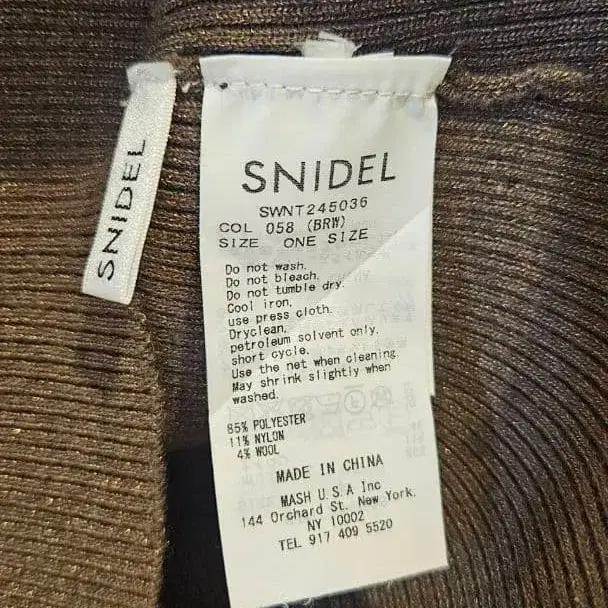 SNIDEL
SNIDEL
SWNT245036
COL 058 (BRW)
SIZE ONE SIZE
Do not wash.
Do not bleach.
Do not tumble dry.
Cool iron,
use press cloth.
Dryclean,
petroleum solvent only,
short cycle.
Use the net when cleaning.
May shrink slightly when
washed.
85% POLYESTER
11% NYLON
4% WOOL
MADE IN CHINA
MASH U.S.A Inc
144 Orchard St. New York.
NY 10002
TEL 917 409 5520